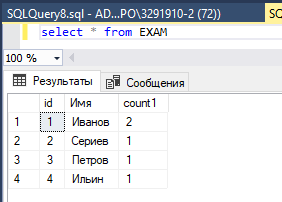 SQLQuery8.sql - AD...PO\3291910-2 (72))
select * from EXAM
100 %
Результаты Сообщения
id Имя count1
1 1 Иванов 2
2 2 Сериев 1
3 3 Петров 1
4 4 Ильин 1